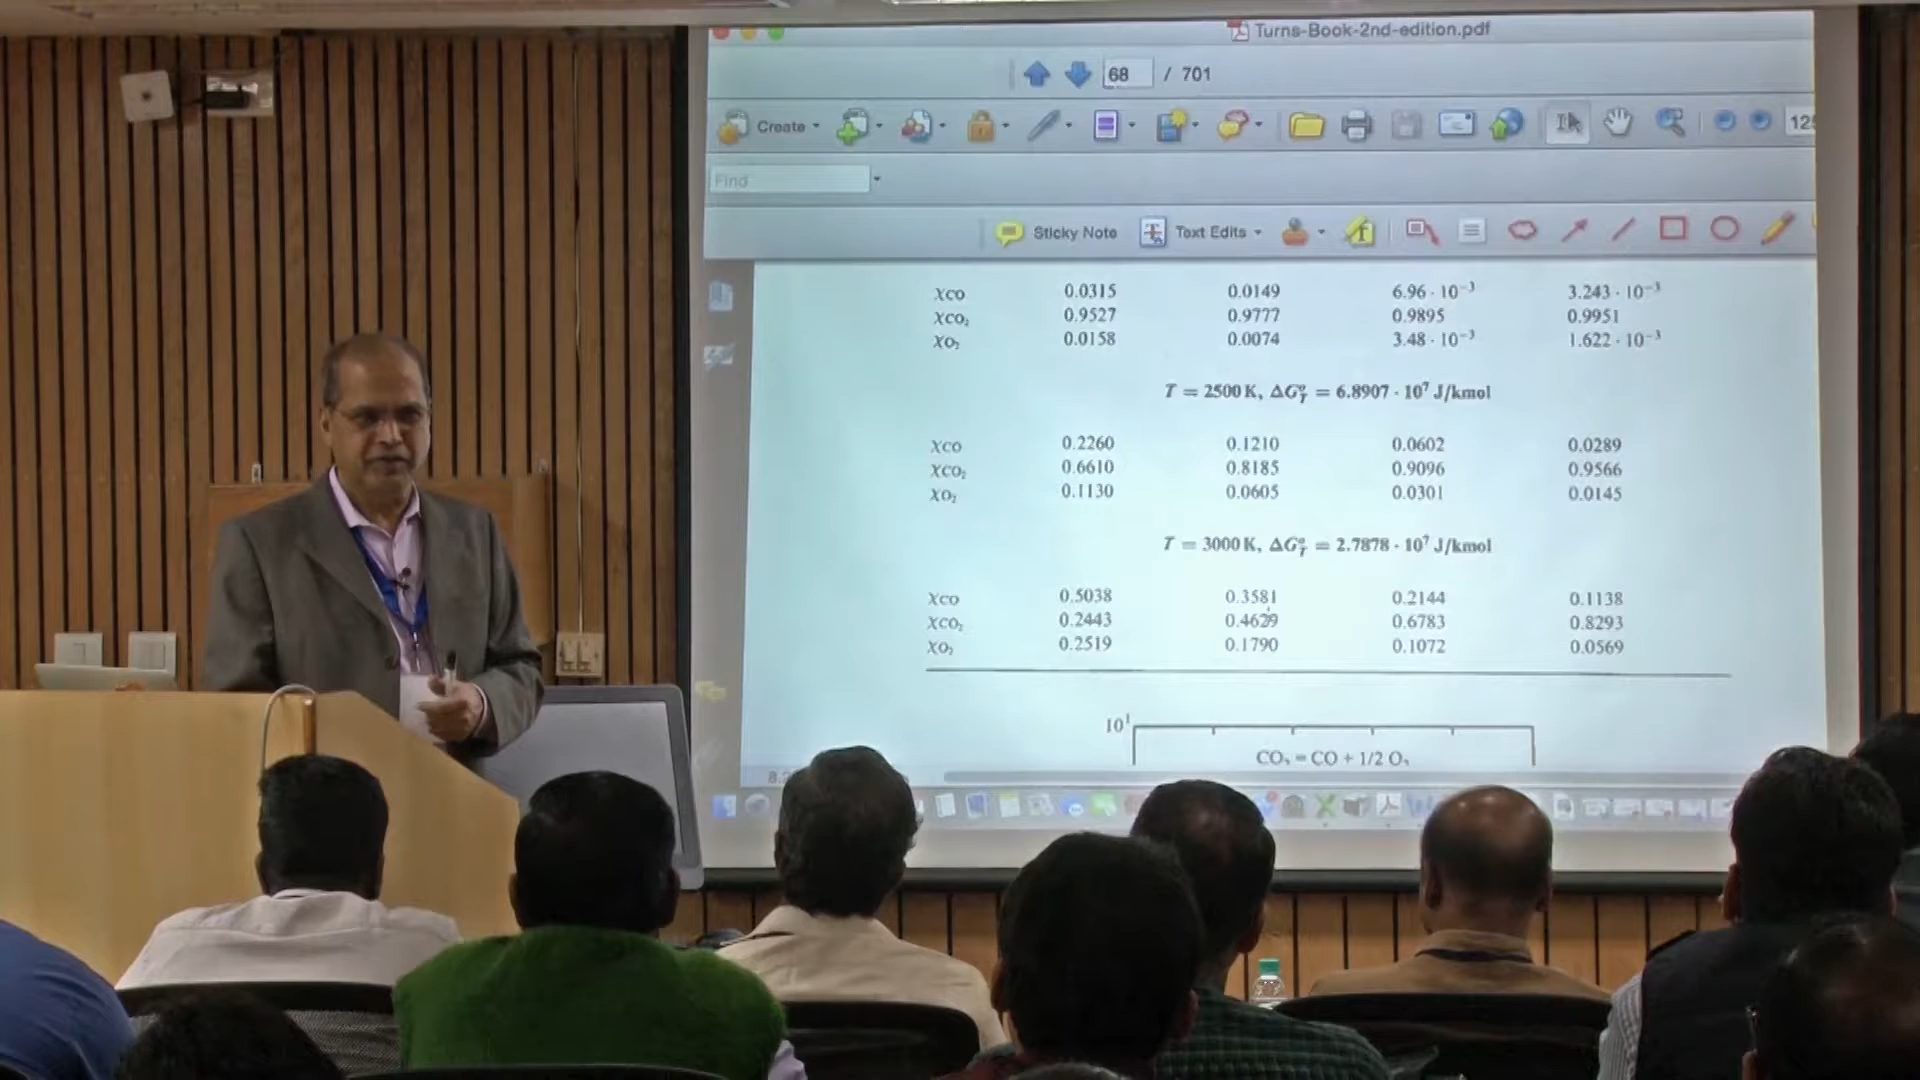 Turns-Book-2nd-edition.pdf
68 / 701
Create
Find
Sticky Note Text Edits
χCO 0.0315 0.0149 6.96 · 10⁻³ 3.243 · 10⁻³
χCO₂ 0.9527 0.9777 0.9895 0.9951
χO₂ 0.0158 0.0074 3.48 · 10⁻³ 1.622 · 10⁻³
T = 2500 K, ΔG°T = 6.8907 · 10⁷ J/kmol
χCO 0.2260 0.1210 0.0602 0.0289
χCO₂ 0.6610 0.8185 0.9096 0.9566
χO₂ 0.1130 0.0605 0.0301 0.0145
T = 3000 K, ΔG°T = 2.7878 · 10⁷ J/kmol
χCO 0.5038 0.3581 0.2144 0.1138
χCO₂ 0.2443 0.4629 0.6783 0.8293
χO₂ 0.2519 0.1790 0.1072 0.0569
10¹
CO₂ = CO + 1/2 O₂